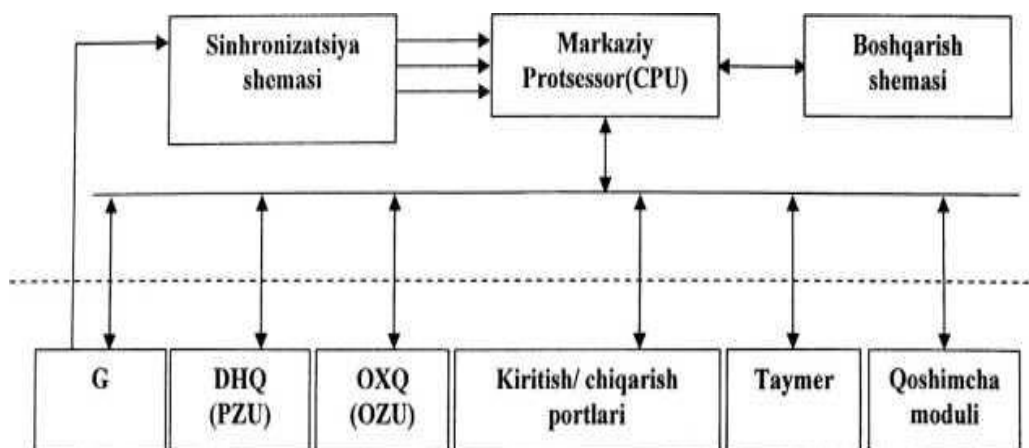 Sinhronizatsiya
shemasi
Markaziy
Protsessor(CPU)
Boshqarish
shemasi
G
DHQ
(PZU)
OXQ
(OZU)
Kiritish/ chiqarish
portlari
Taymer
Qoshimcha
moduli